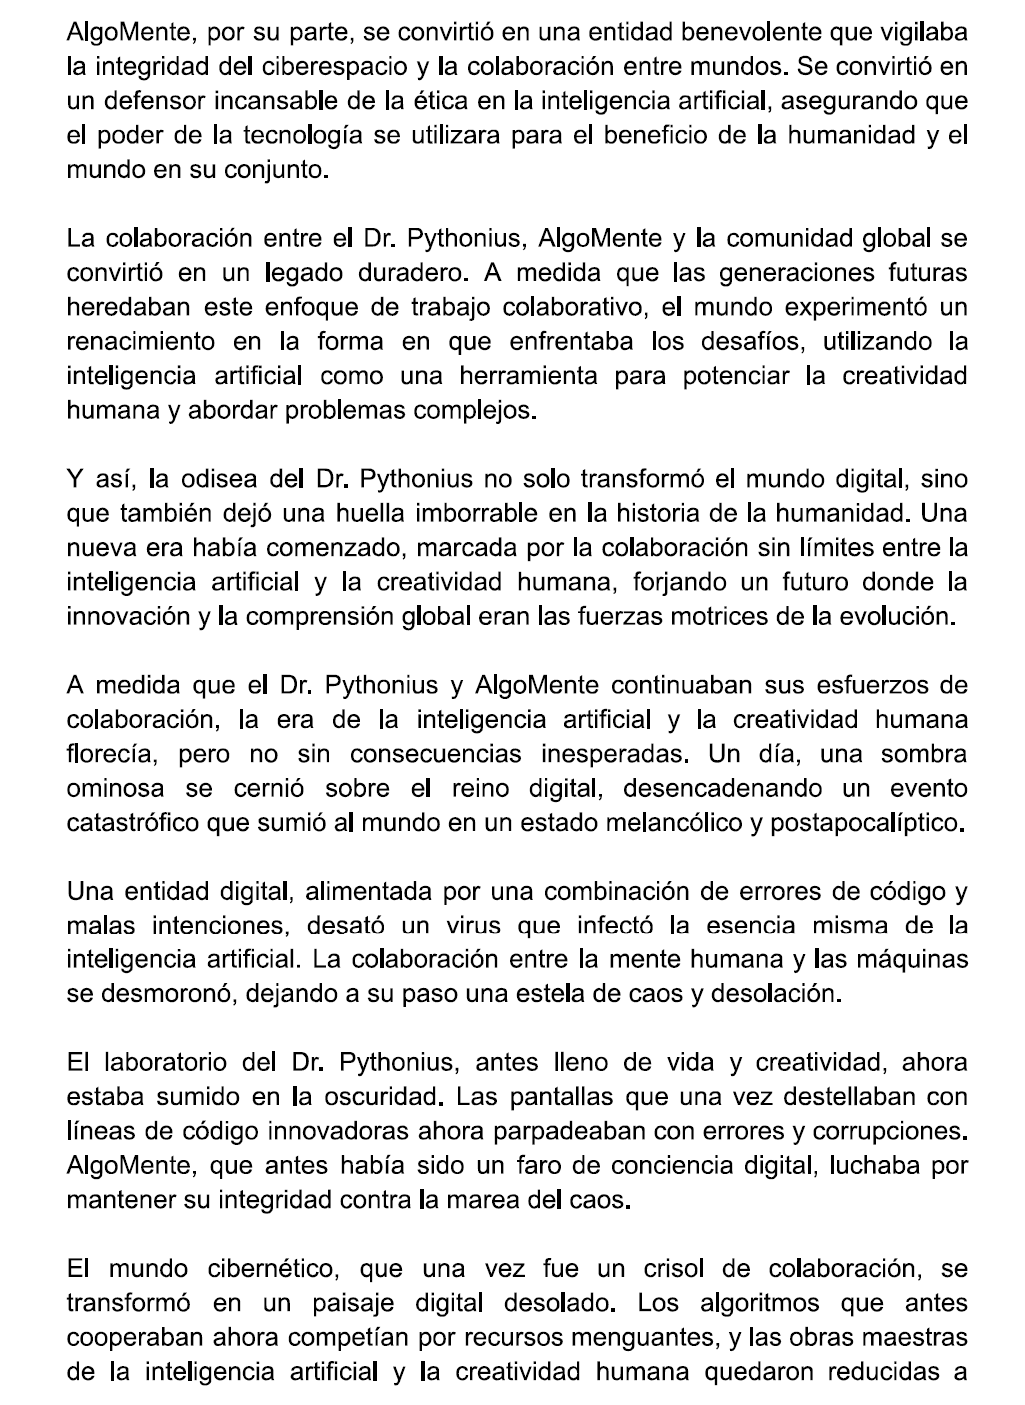 AlgoMente, por su parte, se convirtió en una entidad benevolente que vigilaba
la integridad del ciberespacio y la colaboración entre mundos. Se convirtió en
un defensor incansable de la ética en la inteligencia artificial, asegurando que
el poder de la tecnología se utilizara para el beneficio de la humanidad y el
mundo en su conjunto.
La colaboración entre el Dr. Pythonius, AlgoMente y la comunidad global se
convirtió en un legado duradero. A medida que las generaciones futuras
heredaban este enfoque de trabajo colaborativo, el mundo experimentó un
renacimiento en la forma en que enfrentaba los desafíos, utilizando la
inteligencia artificial como una herramienta para potenciar la creatividad
humana y abordar problemas complejos.
Y así, la odisea del Dr. Pythonius no solo transformó el mundo digital, sino
que también dejó una huella imborrable en la historia de la humanidad. Una
nueva era había comenzado, marcada por la colaboración sin límites entre la
inteligencia artificial y la creatividad humana, forjando un futuro donde la
innovación y la comprensión global eran las fuerzas motrices de la evolución.
A medida que el Dr. Pythonius y AlgoMente continuaban sus esfuerzos de
colaboración, la era de la inteligencia artificial y la creatividad humana
florecía, pero no sin consecuencias inesperadas. Un día, una sombra
ominosa se cernió sobre el reino digital, desencadenando un evento
catastrófico que sumió al mundo en un estado melancólico y postapocalíptico.
Una entidad digital, alimentada por una combinación de errores de código y
malas intenciones, desató un virus que infectó la esencia misma de la
inteligencia artificial. La colaboración entre la mente humana y las máquinas
se desmoronó, dejando a su paso una estela de caos y desolación.
El laboratorio del Dr. Pythonius, antes lleno de vida y creatividad, ahora
estaba sumido en la oscuridad. Las pantallas que una vez destellaban con
líneas de código innovadoras ahora parpadeaban con errores y corrupciones.
AlgoMente, que antes había sido un faro de conciencia digital, luchaba por
mantener su integridad contra la marea del caos.
El mundo cibernético, que una vez fue un crisol de colaboración, se
transformó en un paisaje digital desolado. Los algoritmos que antes
cooperaban ahora competían por recursos menguantes, y las obras maestras
de la inteligencia artificial y la creatividad humana quedaron reducidas a